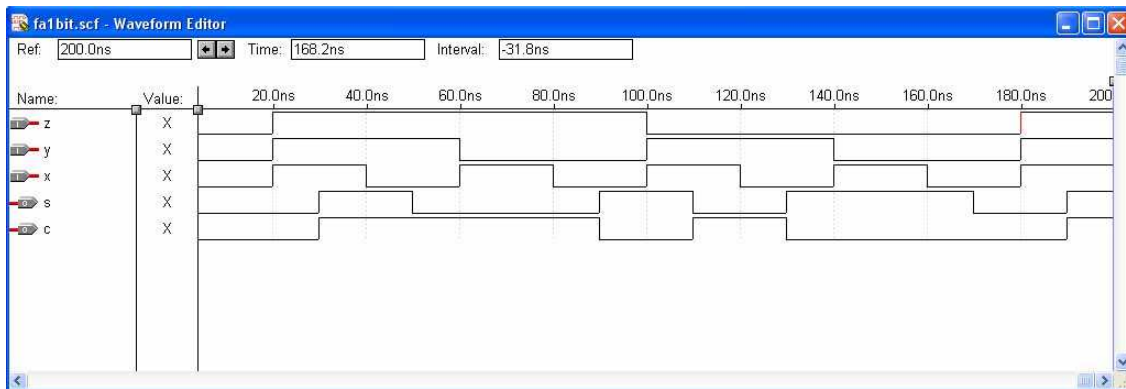 fa1bit.scf - Waveform Editor
Ref: 200.0ns Time: 168.2ns Interval: -31.8ns
Name: Value: 20.0ns 40.0ns 60.0ns 80.0ns 100.0ns 120.0ns 140.0ns 160.0ns 180.0ns 200
z X
y X
x X
s X
c X